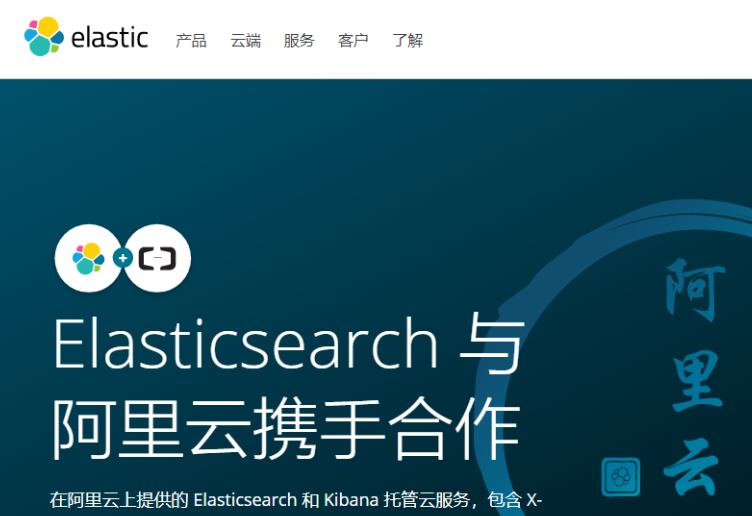 elastic 产品 云端 服务 客户 了解
Elasticsearch 与
阿里云携手合作
在阿里云上提供的 Elasticsearch 和 Kibana 托管云服务，包含 X-
阿
里
云